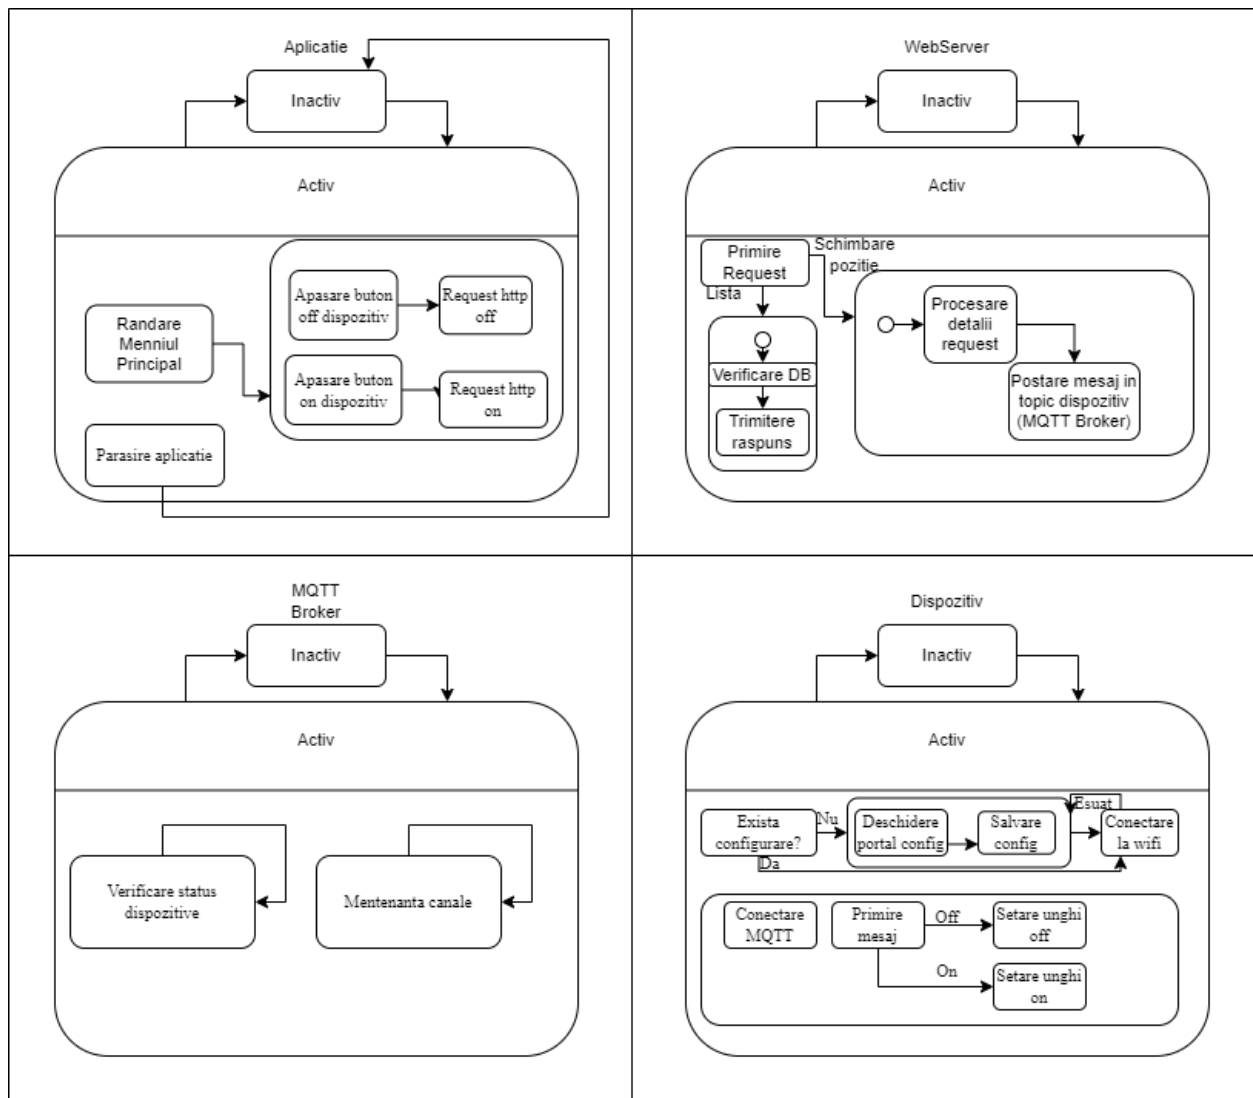 Aplicatie
Inactiv
Activ
Randare
Menniul
Principal
Apasare buton
off dispozitiv
Request http
off
Apasare buton
on dispozitiv
Request http
on
Parasire aplicatie
WebServer
Inactiv
Activ
Primire
Request
Schimbare
pozitie
Lista
Verificare DB
Trimitere
raspuns
Procesare
detalii
request
Postare mesaj in
topic dispozitiv
(MQTT Broker)
MQTT
Broker
Inactiv
Activ
Verificare status
dispozitive
Mentenanta canale
Dispozitiv
Inactiv
Activ
Exista
configurare?
Nu
Da
Deschidere
portal config
Salvare
config
Esuat
Conectare
la wifi
Conectare
MQTT
Primire
mesaj
Off
Setare unghi
off
On
Setare unghi
on